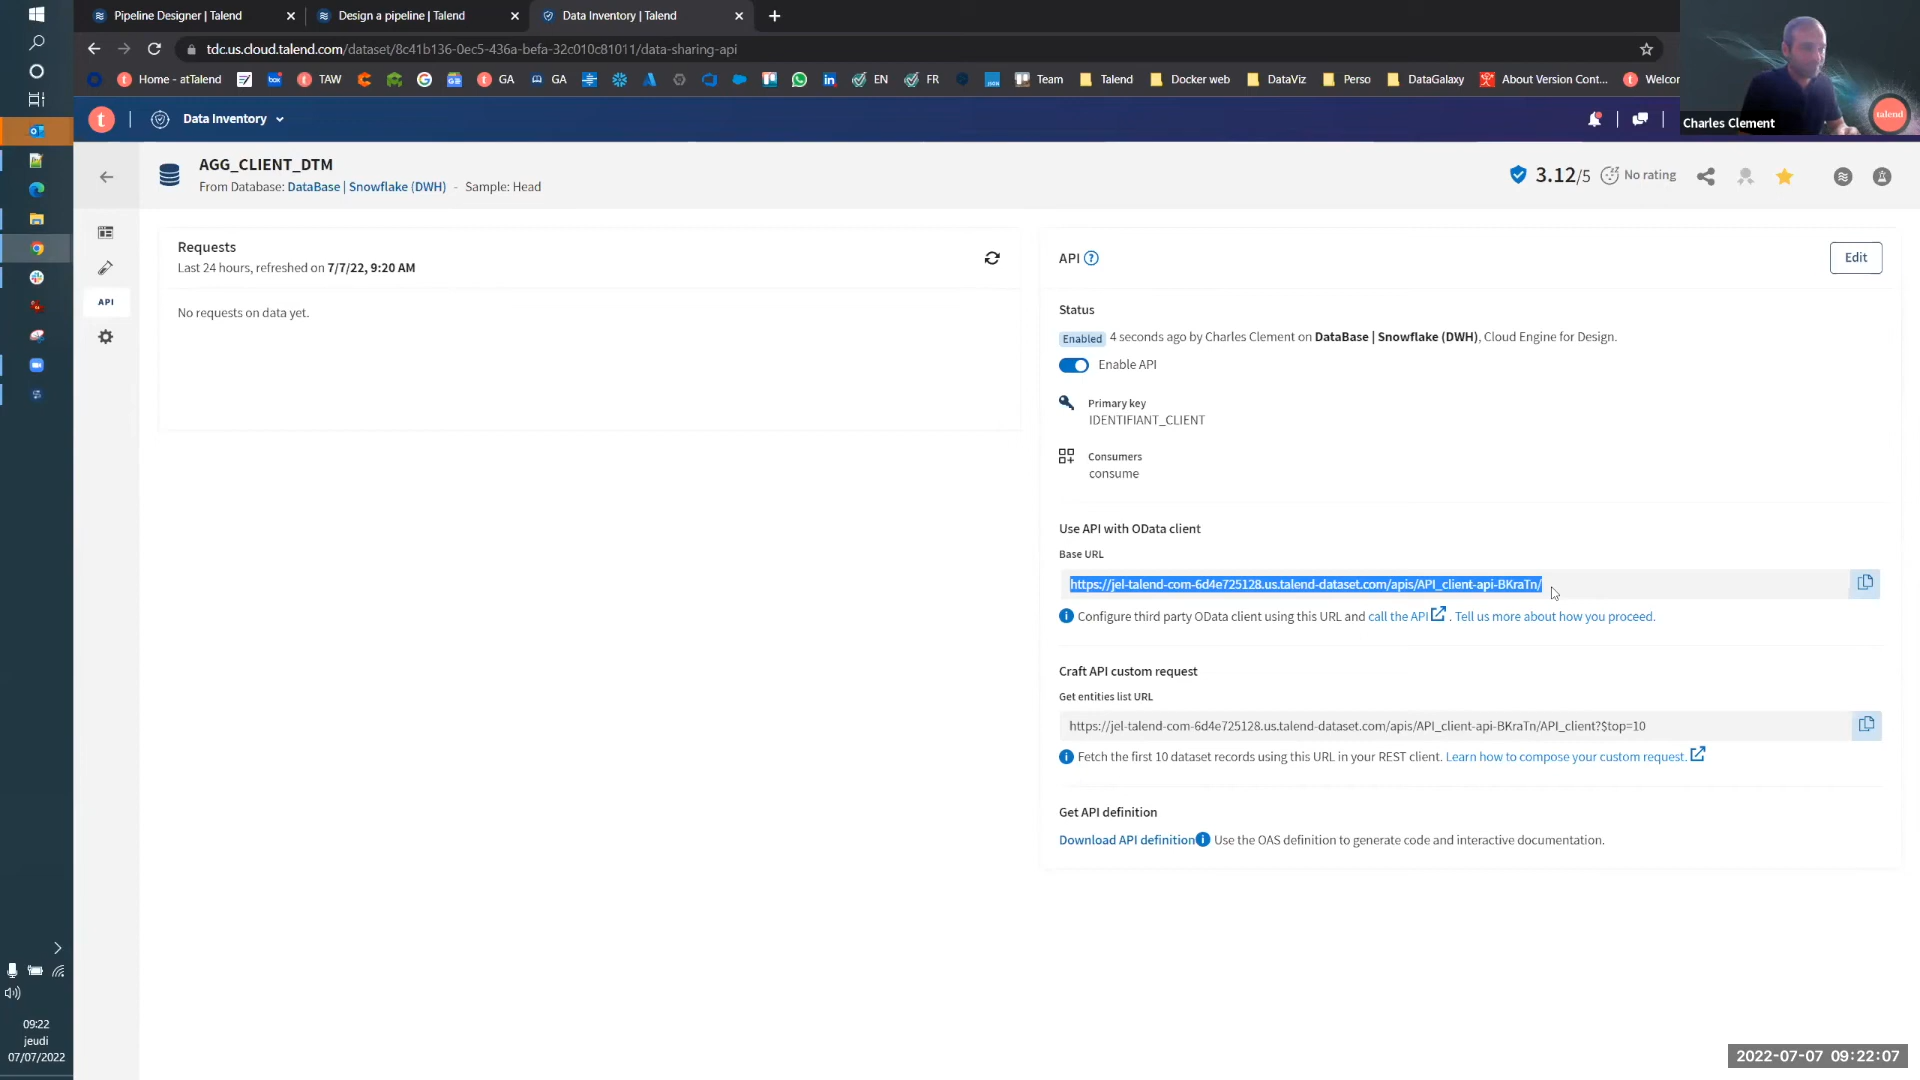 Pipeline Designer | Talend
Design a pipeline | Talend
Data Inventory | Talend
tdc.us.cloud.talend.com/dataset/8c41b136-0ec5-436a-befa-32c010c81011/data-sharing-api
Home - atTalend
TAW
GA
GA
EN
FR
Team
Talend
Docker web
DataViz
Perso
DataGalaxy
About Version Cont...
Welcor
Charles Clement
talend
t
Data Inventory
AGG_CLIENT_DTM
From Database: DataBase | Snowflake (DWH) - Sample: Head
3.12/5
No rating
API
Requests
Last 24 hours, refreshed on 7/7/22, 9:20 AM
No requests on data yet.
API
Edit
Status
Enabled 4 seconds ago by Charles Clement on DataBase | Snowflake (DWH), Cloud Engine for Design.
Enable API
Primary key
IDENTIFIANT_CLIENT
Consumers
consume
Use API with OData client
Base URL
https://jel-talend-com-6d4e725128.us.talend-dataset.com/apis/API_client-api-BKraTn/
Configure third party OData client using this URL and call the API . Tell us more about how you proceed.
Craft API custom request
Get entities list URL
https://jel-talend-com-6d4e725128.us.talend-dataset.com/apis/API_client-api-BKraTn/API_client?$top=10
Fetch the first 10 dataset records using this URL in your REST client. Learn how to compose your custom request.
Get API definition
Download API definition Use the OAS definition to generate code and interactive documentation.
09:22
jeudi
07/07/2022
2022-07-07 09:22:07